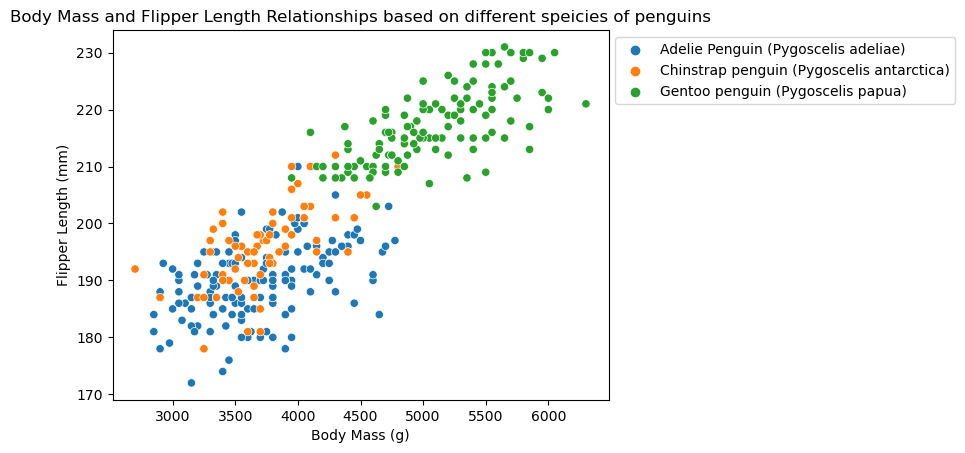 Body Mass and Flipper Length Relationships based on different speicies of penguins
Adelie Penguin (Pygoscelis adeliae)
Chinstrap penguin (Pygoscelis antarctica)
Gentoo penguin (Pygoscelis papua)
Flipper Length (mm)
230
220
210
200
190
180
170
3000 3500 4000 4500 5000 5500 6000
Body Mass (g)